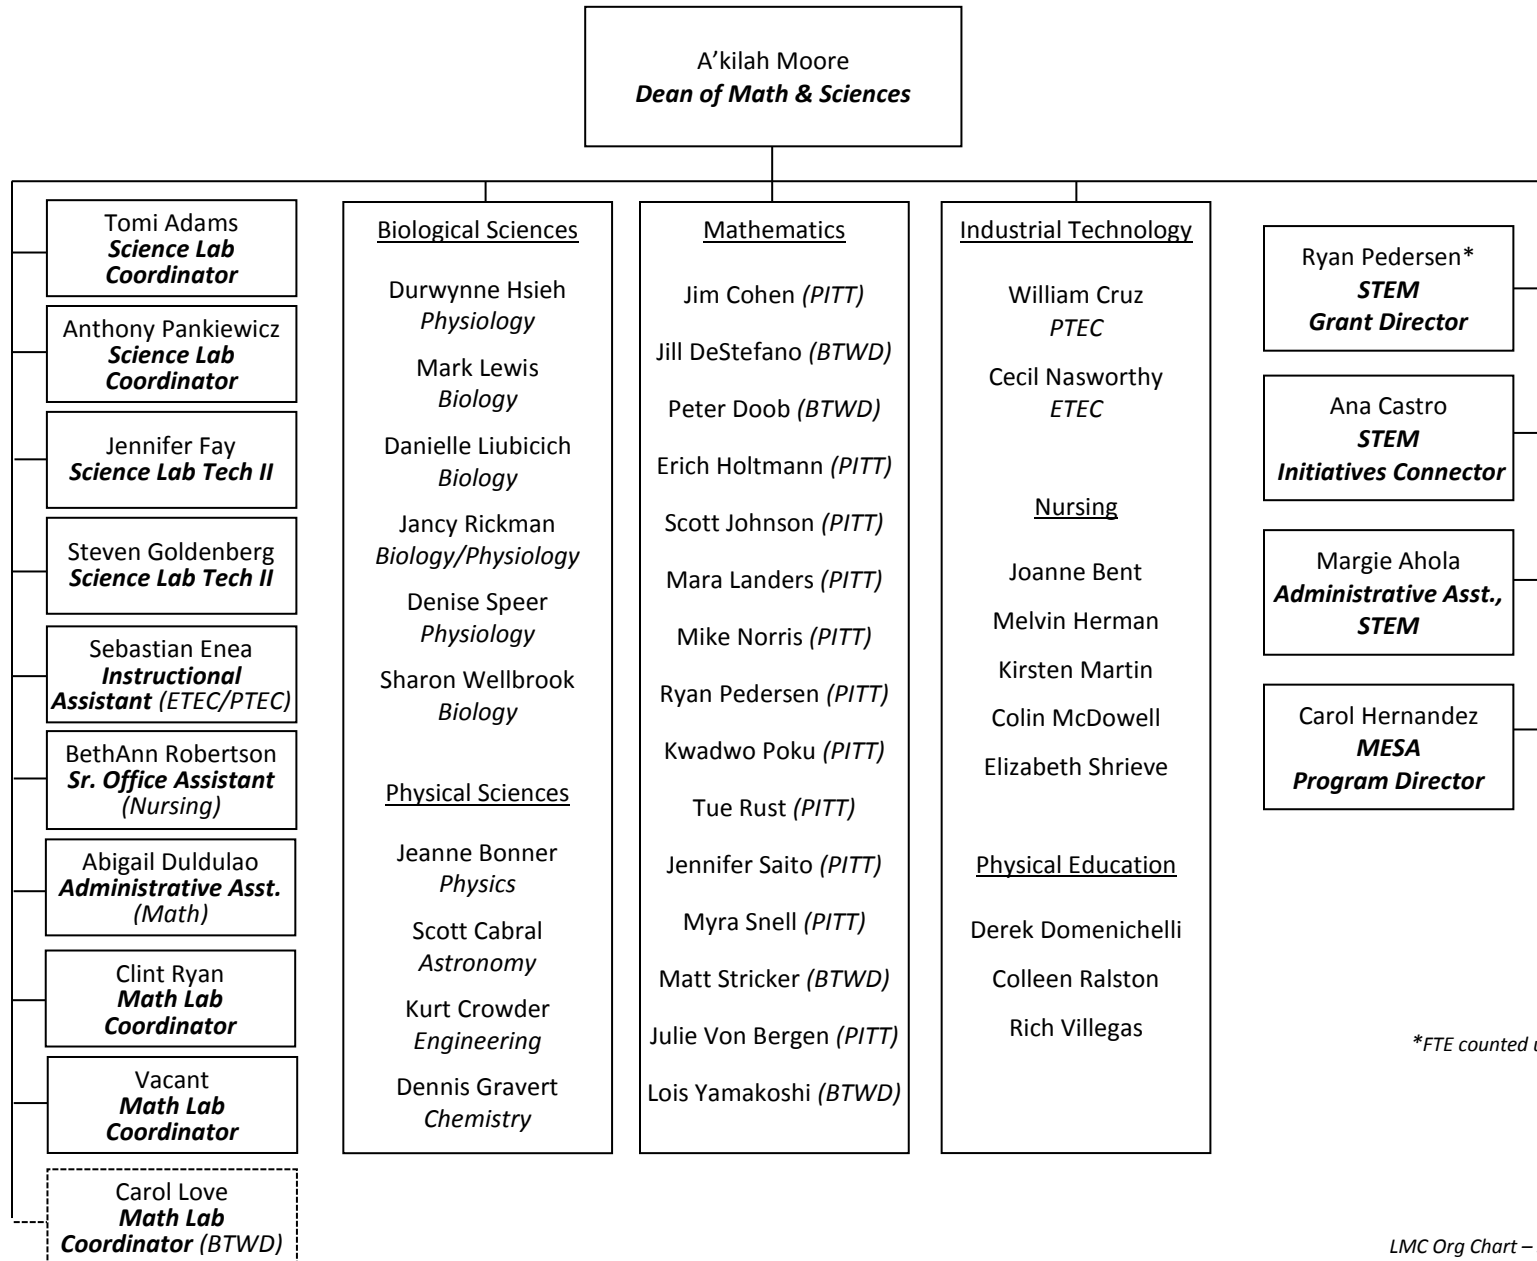 A’kilah Moore
Dean of Math & Sciences
Tomi Adams
Science Lab
Coordinator
Anthony Pankiewicz
Science Lab
Coordinator
Jennifer Fay
Science Lab Tech II
Steven Goldenberg
Science Lab Tech II
Sebastian Enea
Instructional
Assistant (ETEC/PTEC)
BethAnn Robertson
Sr. Office Assistant
(Nursing)
Abigail Duldulao
Administrative Asst.
(Math)
Clint Ryan
Math Lab
Coordinator
Vacant
Math Lab
Coordinator
Carol Love
Math Lab
Coordinator (BTWD)
Biological Sciences
Durwynne Hsieh
Physiology
Mark Lewis
Biology
Danielle Liubicich
Biology
Jancy Rickman
Biology/Physiology
Denise Speer
Physiology
Sharon Wellbrook
Biology
Physical Sciences
Jeanne Bonner
Physics
Scott Cabral
Astronomy
Kurt Crowder
Engineering
Dennis Gravert
Chemistry
Mathematics
Jim Cohen (PITT)
Jill DeStefano (BTWD)
Peter Doob (BTWD)
Erich Holtmann (PITT)
Scott Johnson (PITT)
Mara Landers (PITT)
Mike Norris (PITT)
Ryan Pedersen (PITT)
Kwadwo Poku (PITT)
Tue Rust (PITT)
Jennifer Saito (PITT)
Myra Snell (PITT)
Matt Stricker (BTWD)
Julie Von Bergen (PITT)
Lois Yamakoshi (BTWD)
Industrial Technology
William Cruz
PTEC
Cecil Nasworthy
ETEC
Nursing
Joanne Bent
Melvin Herman
Kirsten Martin
Colin McDowell
Elizabeth Shrieve
Physical Education
Derek Domenichelli
Colleen Ralston
Rich Villegas
Ryan Pedersen*
STEM
Grant Director
Ana Castro
STEM
Initiatives Connector
Margie Ahola
Administrative Asst.,
STEM
Carol Hernandez
MESA
Program Director
*FTE counted
LMC Org Chart –